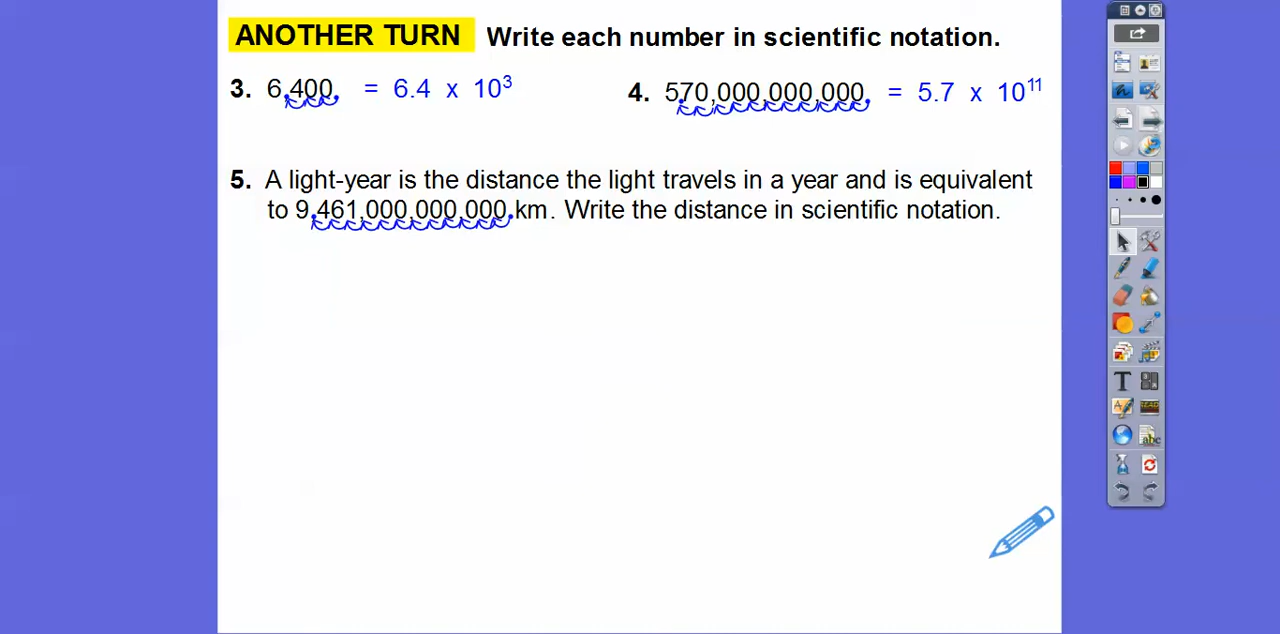 ANOTHER TURN Write each number in scientific notation.
3. 6,400. = 6.4 x 10³ 4. 570,000,000,000. = 5.7 x 10¹¹
5. A light-year is the distance the light travels in a year and is equivalent
to 9,461,000,000,000.km. Write the distance in scientific notation.
T
abc